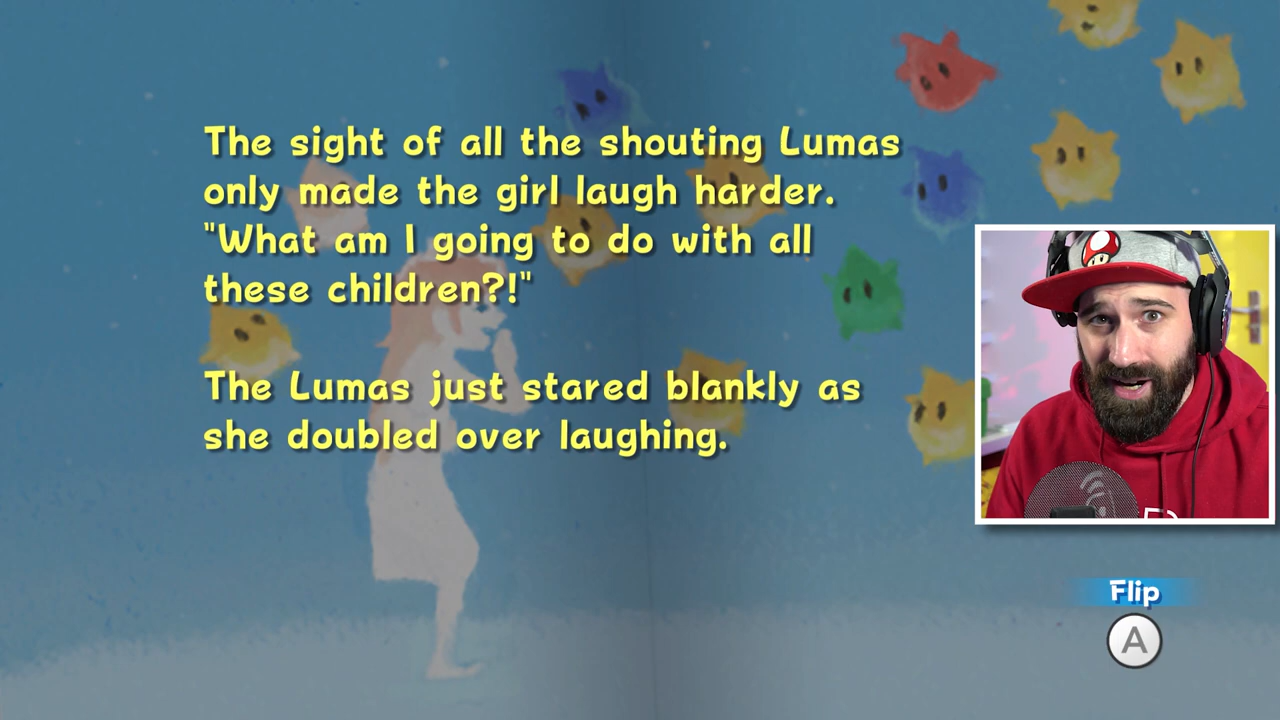 The sight of all the shouting Lumas
only made the girl laugh harder.
"What am I going to do with all
these children?!"
The Lumas just stared blankly as
she doubled over laughing.
Flip
A